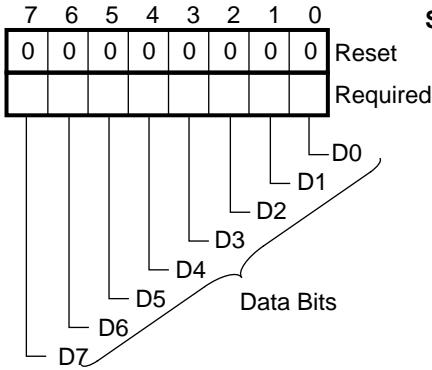 7 6 5 4 3 2 1 0
S
0 0 0 0 0 0 0 0 Reset
Required
D0
D1
D2
D3
D4
D5
Data Bits
D6
D7